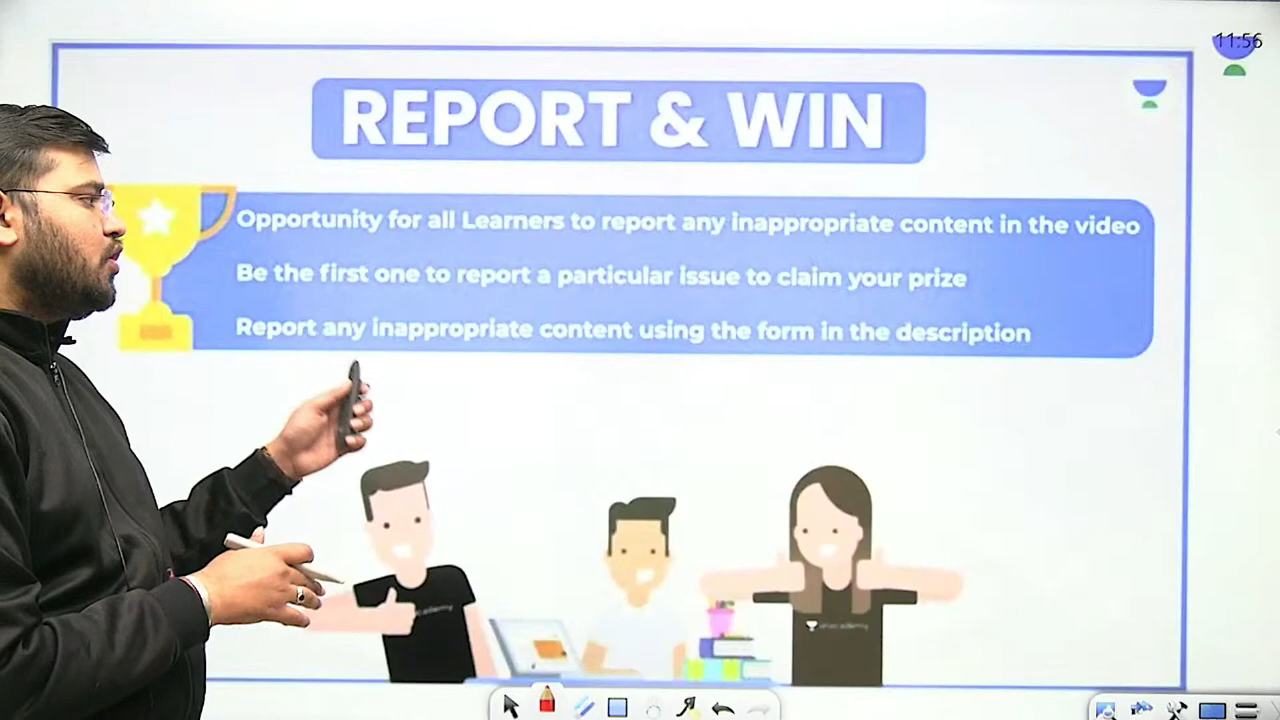 11:56
REPORT & WIN
Opportunity for all Learners to report any inappropriate content in the video
Be the first one to report a particular issue to claim your prize
Report any inappropriate content using the form in the description